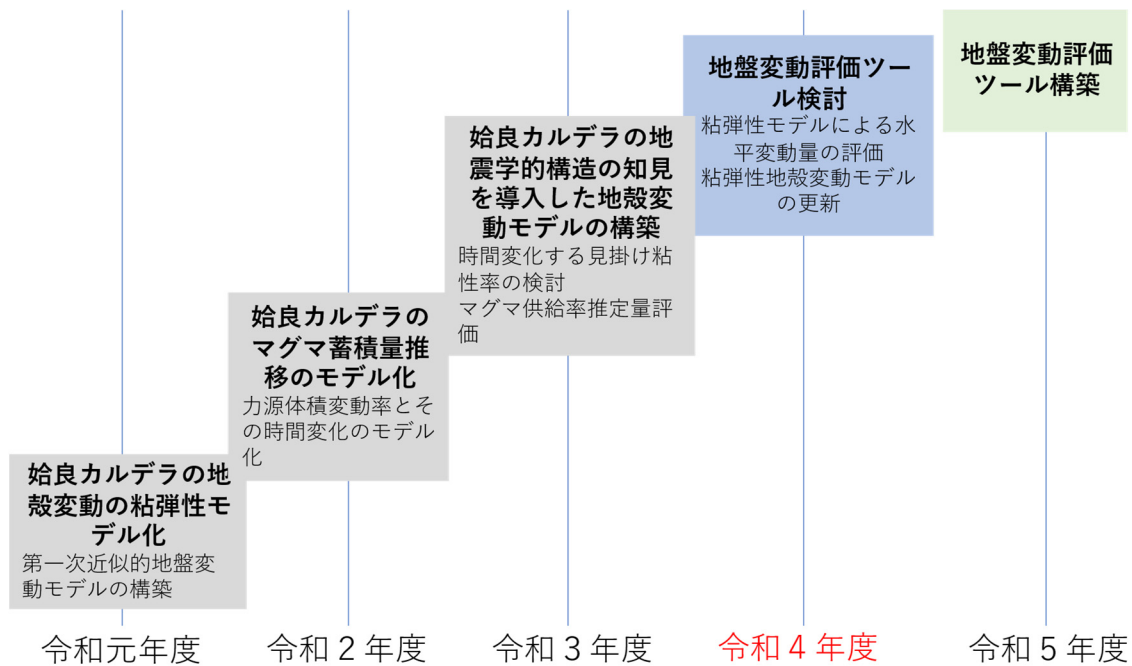 地盤変動評価
ツール構築
地盤変動評価ツー
ル検討
粘弾性モデルによる水
平変動量の評価
粘弾性地殻変動モデル
の更新
姶良カルデラの地
震学的構造の知見
を導入した地殻変
動モデルの構築
時間変化する見掛け粘
性率の検討
マグマ供給率推定量評
価
姶良カルデラの
マグマ蓄積量推
移のモデル化
力源体積変動率とそ
の時間変化のモデル
化
姶良カルデラの地
殻変動の粘弾性モ
デル化
第一次近似的地盤変
動モデルの構築
令和元年度
令和２年度
令和３年度
令和４年度
令和５年度